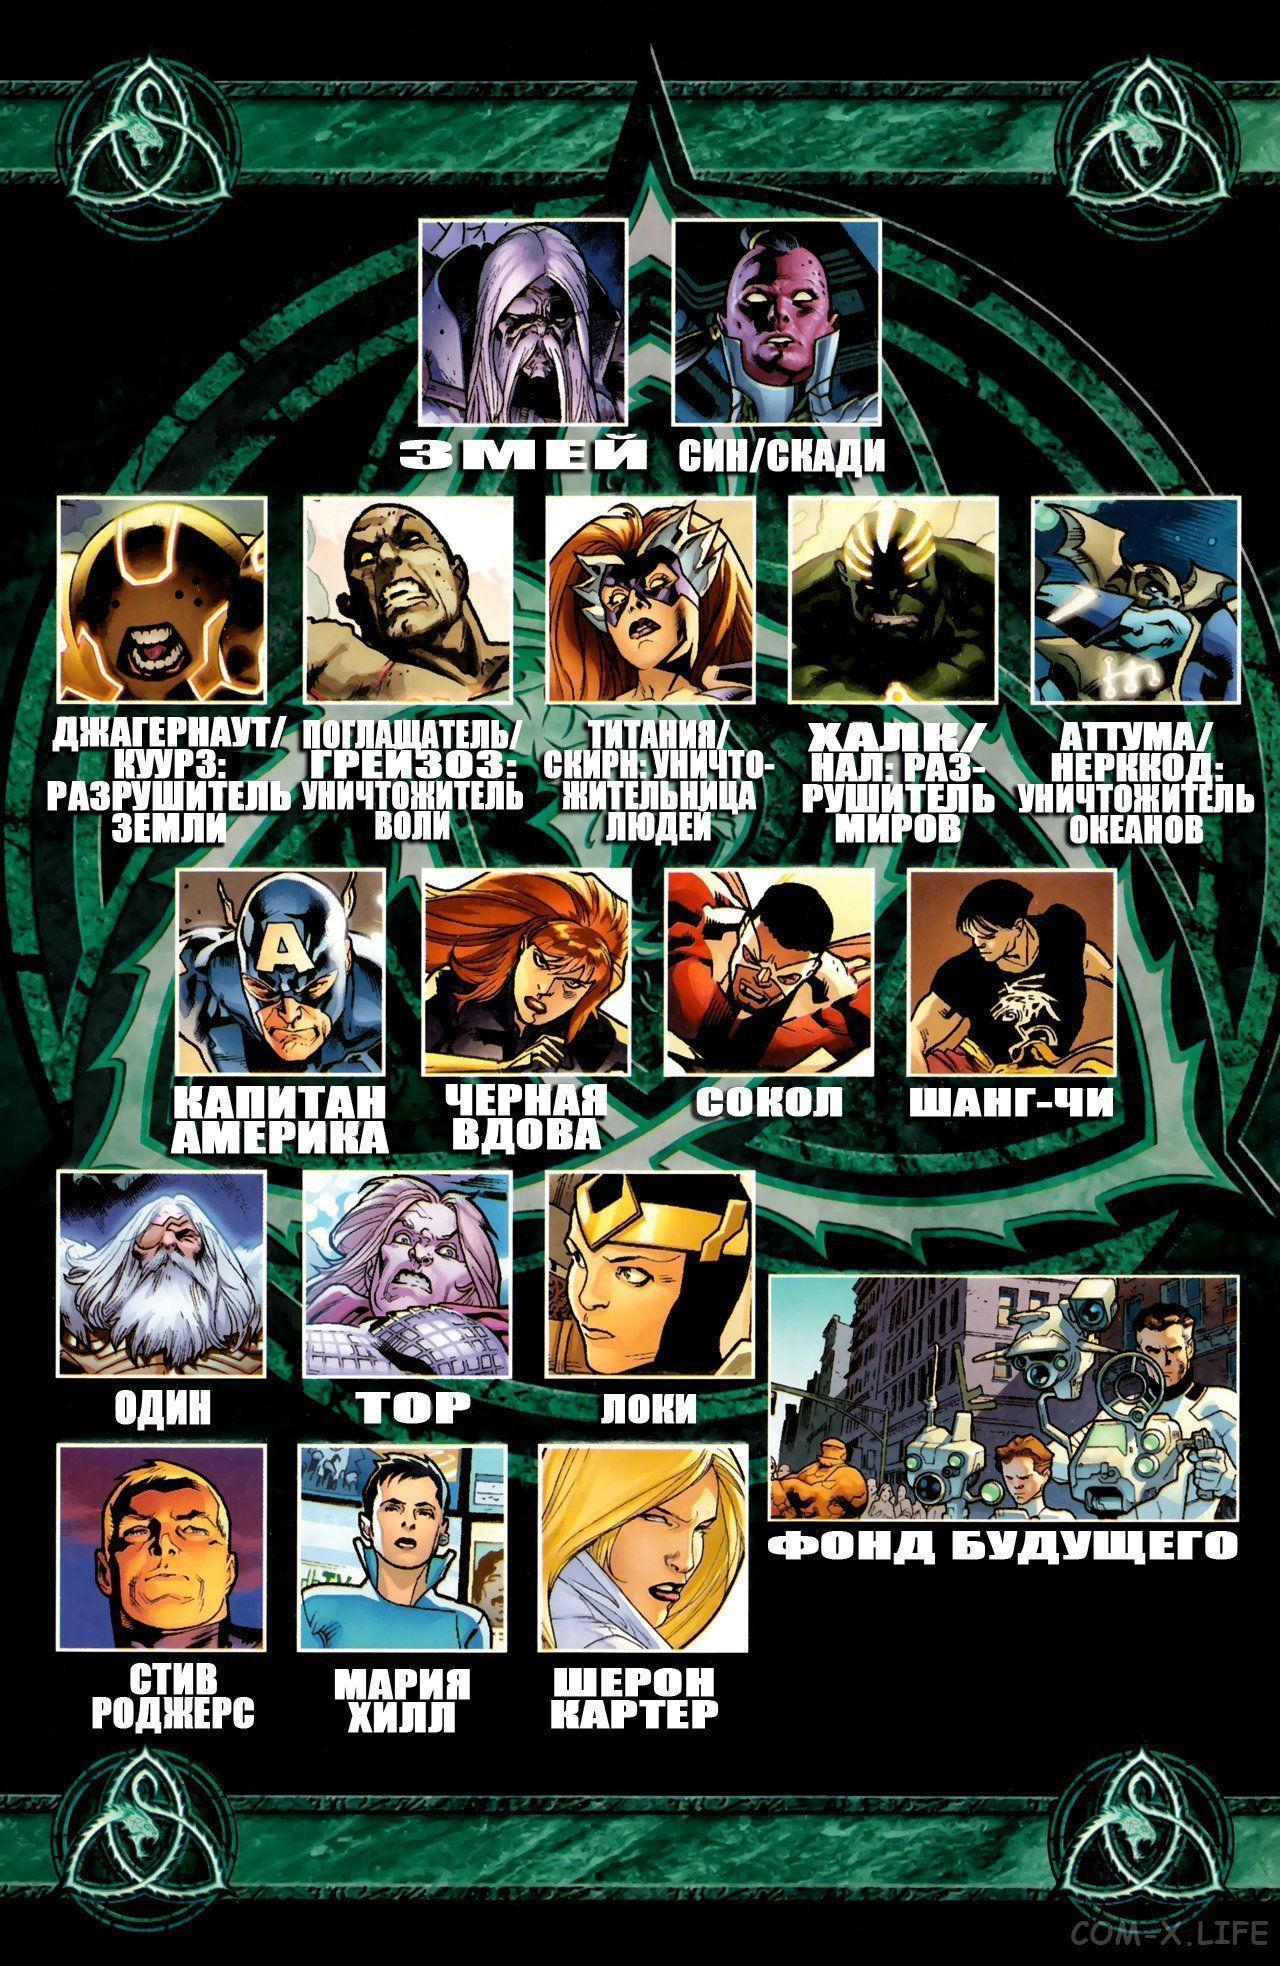 ЗМЕЙ
СИН/СКАДИ
ДЖАГЕРНАУТ/
КУУРЗ:
РАЗРУШИТЕЛЬ
ЗЕМЛИ
ПОГЛАЩАТЕЛЬ/
ГРЕЙЗОЗ:
УНИЧТОЖИТЕЛЬ
ВОЛИ
ТИТАНИЯ/
СКИРН: УНИЧТО-
ЖИТЕЛЬНИЦА
ЛЮДЕЙ
ХАЛК/
НАЛ: РАЗ-
РУШИТЕЛЬ
МИРОВ
АТТУМА/
НЕРККОД:
УНИЧТОЖИТЕЛЬ
ОКЕАНОВ
A
КАПИТАН
АМЕРИКА
ЧЕРНАЯ
ВДОВА
СОКОЛ
ШАНГ-ЧИ
ОДИН
ТОР
ЛОКИ
ФОНД БУДУЩЕГО
СТИВ
РОДЖЕРС
МАРИЯ
ХИЛЛ
ШЕРОН
КАРТЕР
COM-X.LIFE